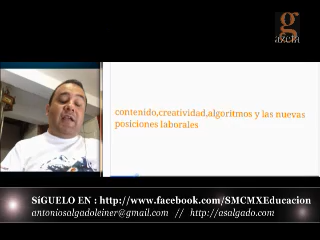 g
azeta
contenido,creatividad,algoritmos y las nuevas
posiciones laborales
SíGUELO EN : http://www.facebook.com/SMCMXEducacion
antoniosalgadoleiner@gmail.com // http://asalgado.com